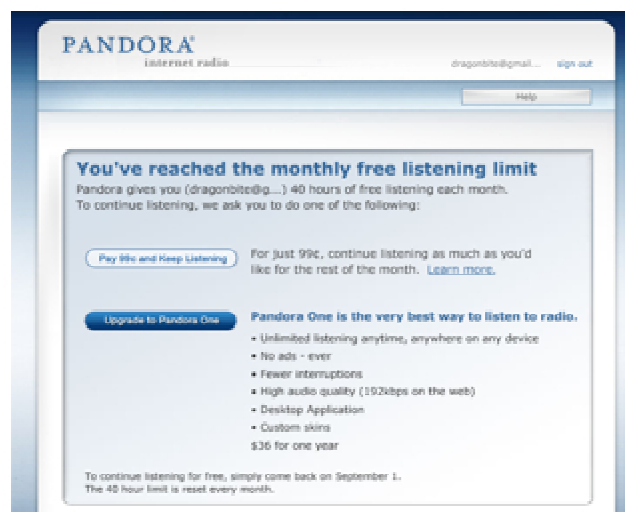 PANDORA®
internet radio
dragonbite@gmail... sign out
Help
You've reached the monthly free listening limit
Pandora gives you (dragonbite@g...) 40 hours of free listening each month.
To continue listening, we ask you to do one of the following:
Pay 99c and Keep Listening
For just 99¢, continue listening as much as you'd
like for the rest of the month. Learn more.
Upgrade to Pandora One
Pandora One is the very best way to listen to radio.
• Unlimited listening anytime, anywhere on any device
• No ads - ever
• Fewer interruptions
• High audio quality (192kbps on the web)
• Desktop Application
• Custom skins
$36 for one year
To continue listening for free, simply come back on September 1.
The 40 hour limit is reset every month.